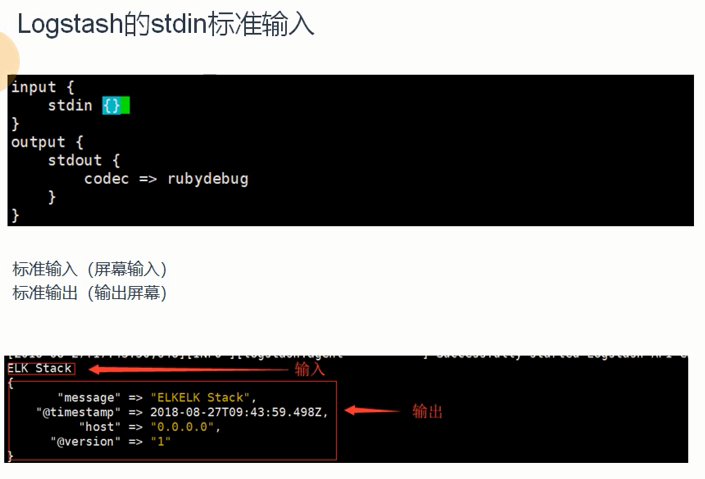 Logstash的stdin标准输入
input {
    stdin {}
}
output {
    stdout {
        codec => rubydebug
    }
}
标准输入（屏幕输入）
标准输出（输出屏幕）
ELK Stack 输入
{
    "message" => "ELKELK Stack",
    "@timestamp" => 2018-08-27T09:43:59.498Z, 输出
    "host" => "0.0.0.0",
    "@version" => "1"
}